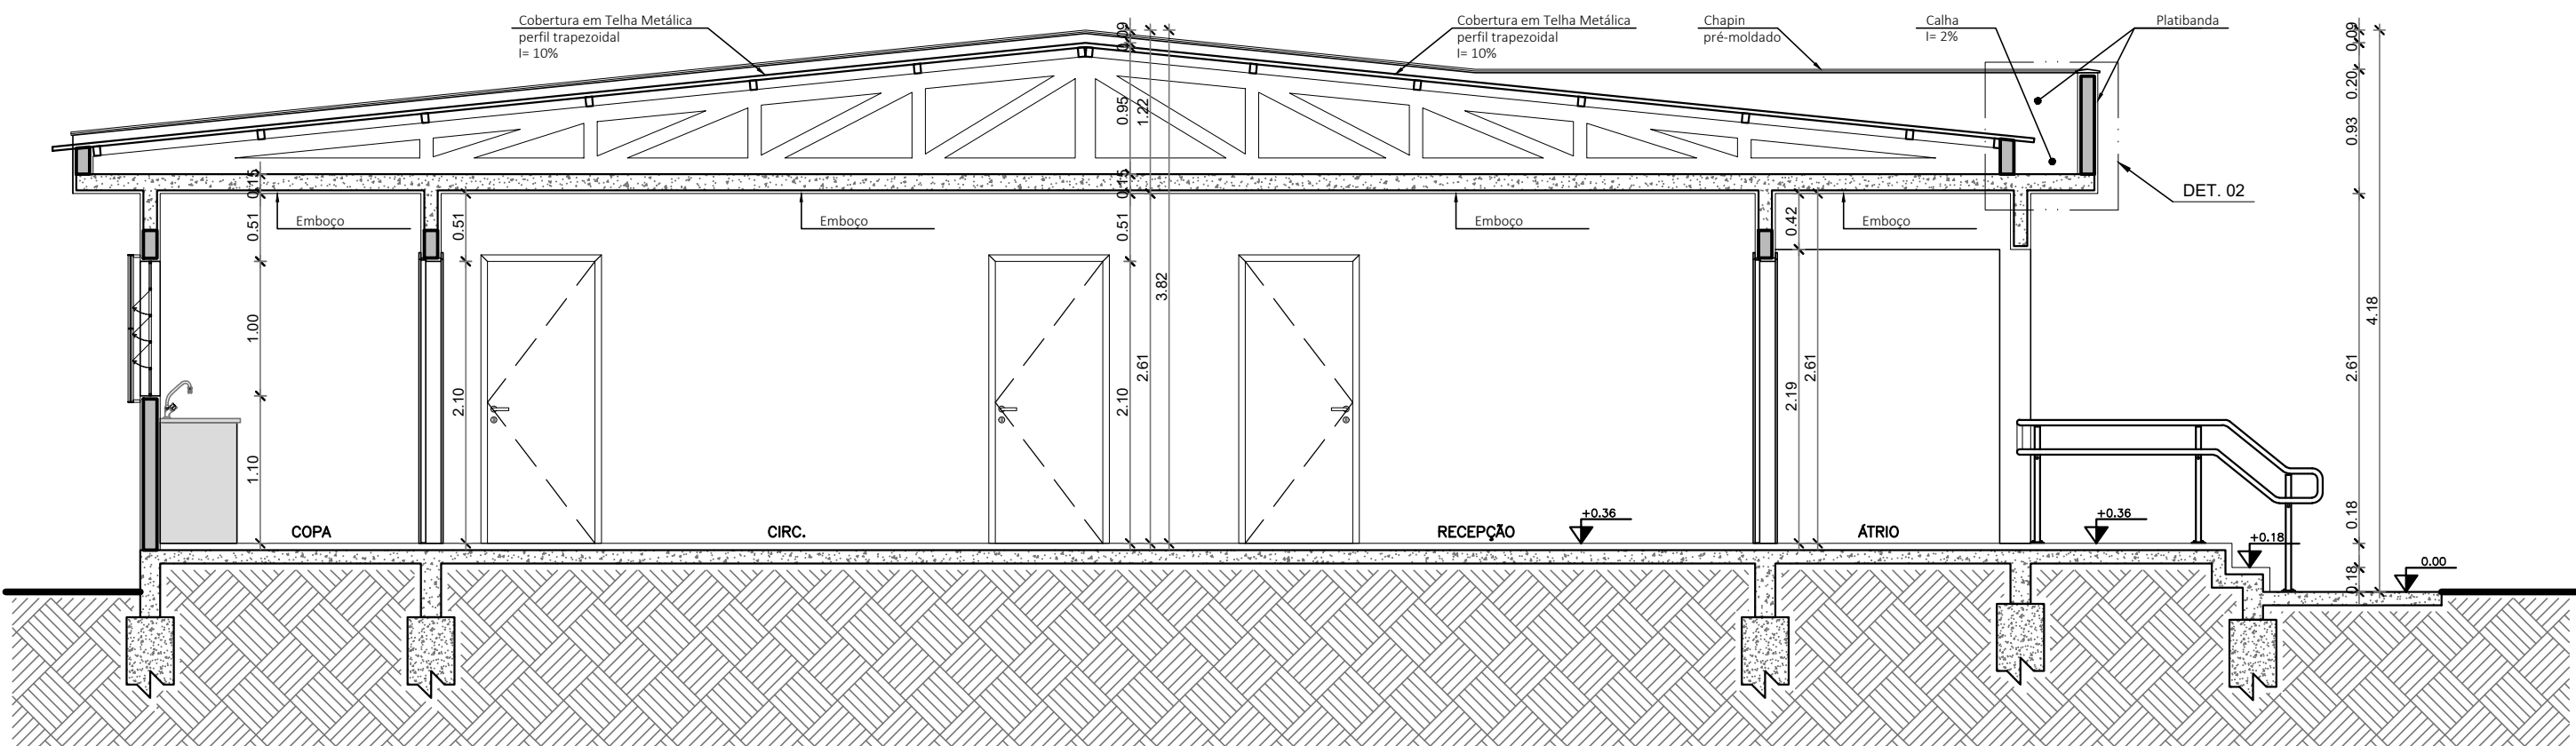 Cobertura em Telha Metálica
perfil trapezoidal
I= 10%
Cobertura em Telha Metálica
perfil trapezoidal
I= 10%
Chapin
pré-moldado
Calha
I= 2%
Platibanda
DET. 02
Emboço
Emboço
Emboço
Emboço
0.15
0.51
1.00
1.10
0.51
2.10
0.09
0.95
0.15
0.51
2.10
1.22
2.61
3.82
0.42
2.19
2.61
0.09
0.20
0.93
2.61
0.18
0.18
4.18
COPA
CIRC.
RECEPÇÃO
+0.36
ÁTRIO
+0.36
+0.18
0.00